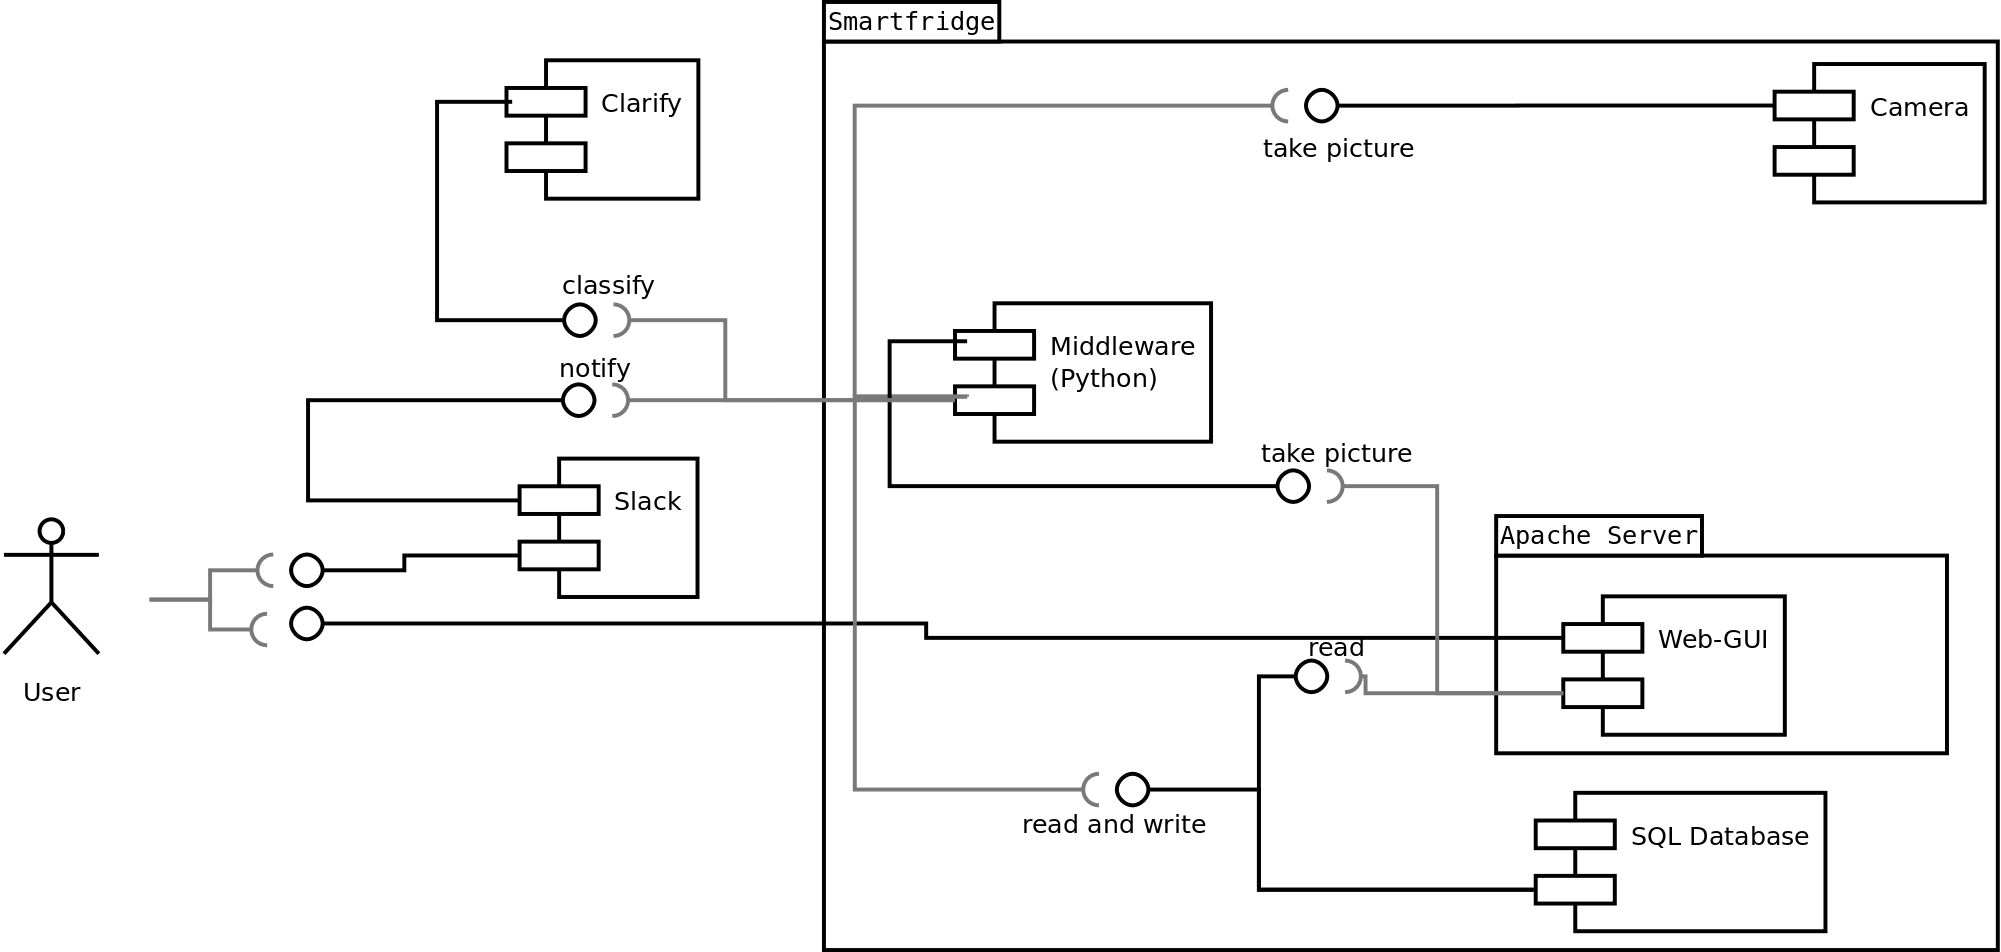 Smartfridge
Clarify
Camera
take picture
classify
Middleware
(Python)
notify
take picture
Slack
Apache Server
Web-GUI
read
User
read and write
SQL Database